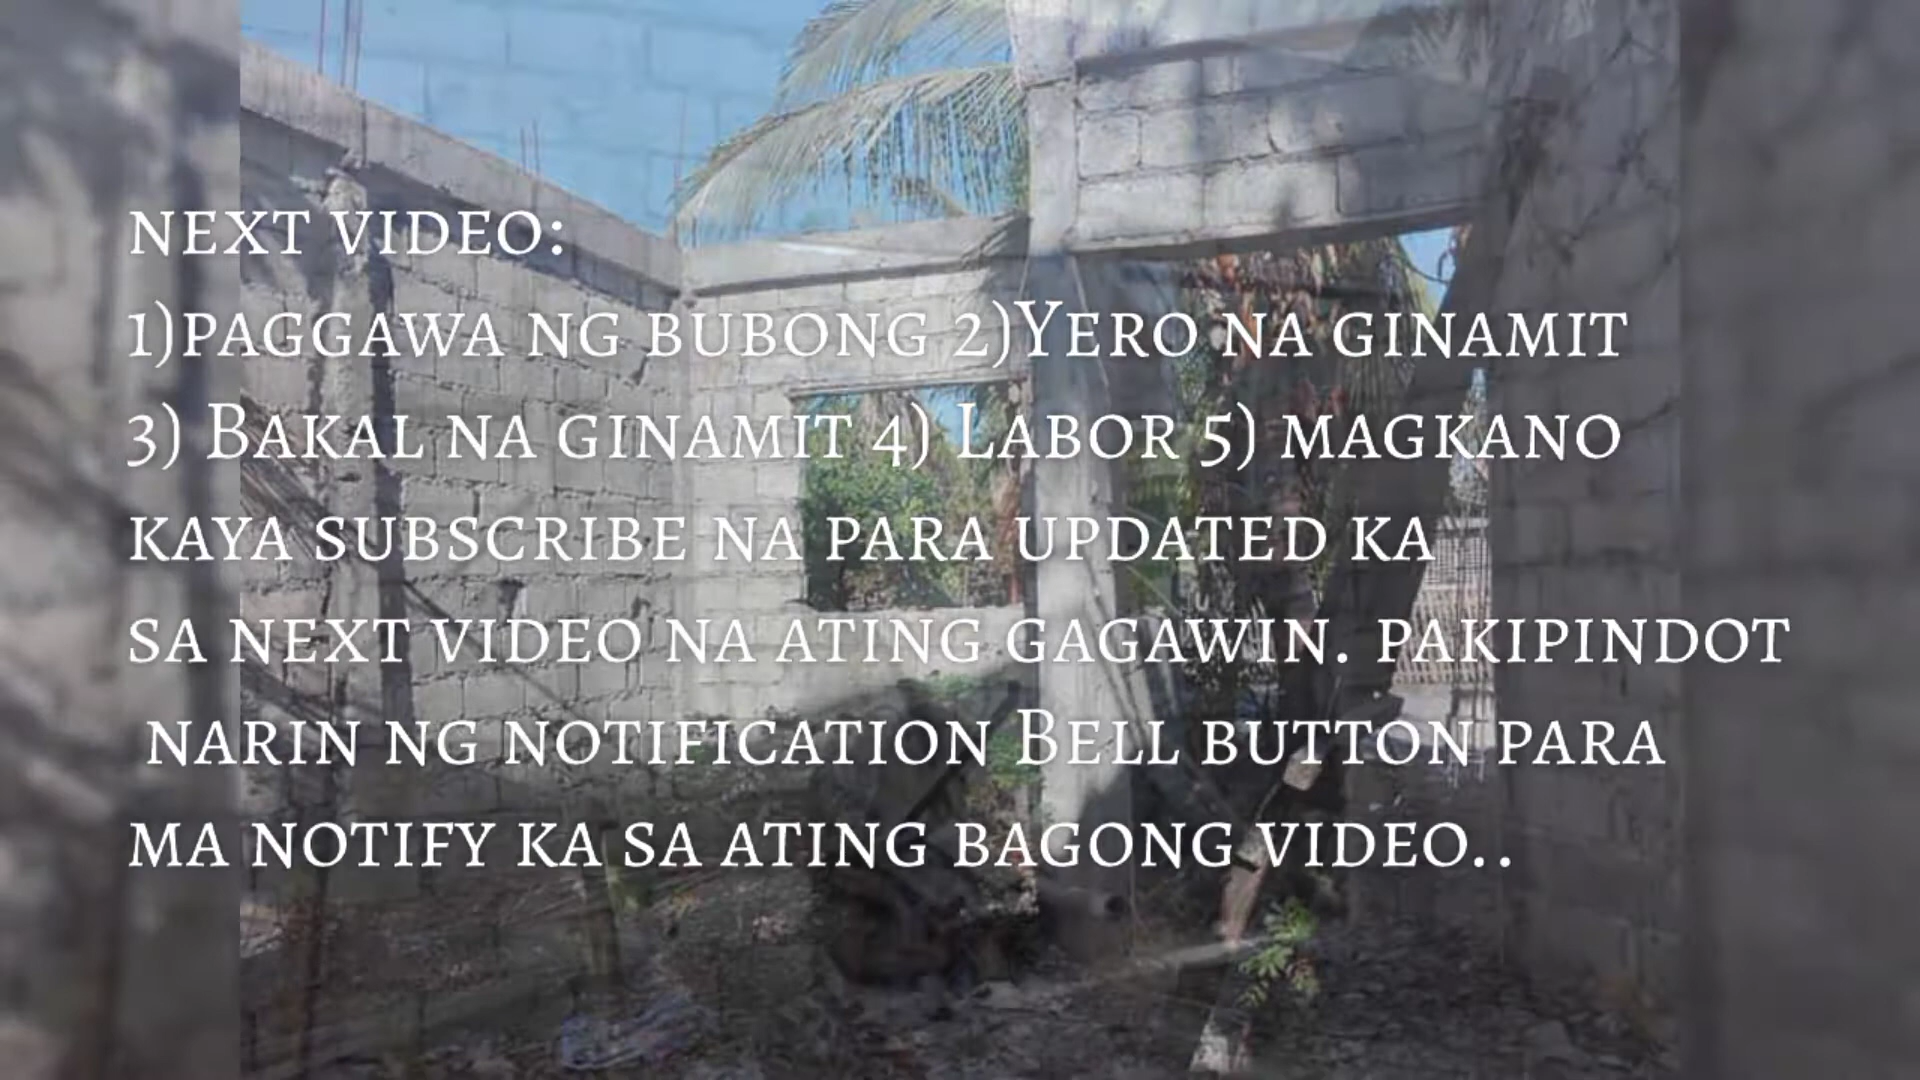 NEXT VIDEO:
1)PAGGAWA NG BUBONG 2)YERO NA GINAMIT
3) BAKAL NA GINAMIT 4) LABOR 5) MAGKANO
KAYA SUBSCRIBE NA PARA UPDATED KA
SA NEXT VIDEO NA ATING GAGAWIN. PAKIPINDOT
NARIN NG NOTIFICATION BELL BUTTON PARA
MA NOTIFY KA SA ATING BAGONG VIDEO..